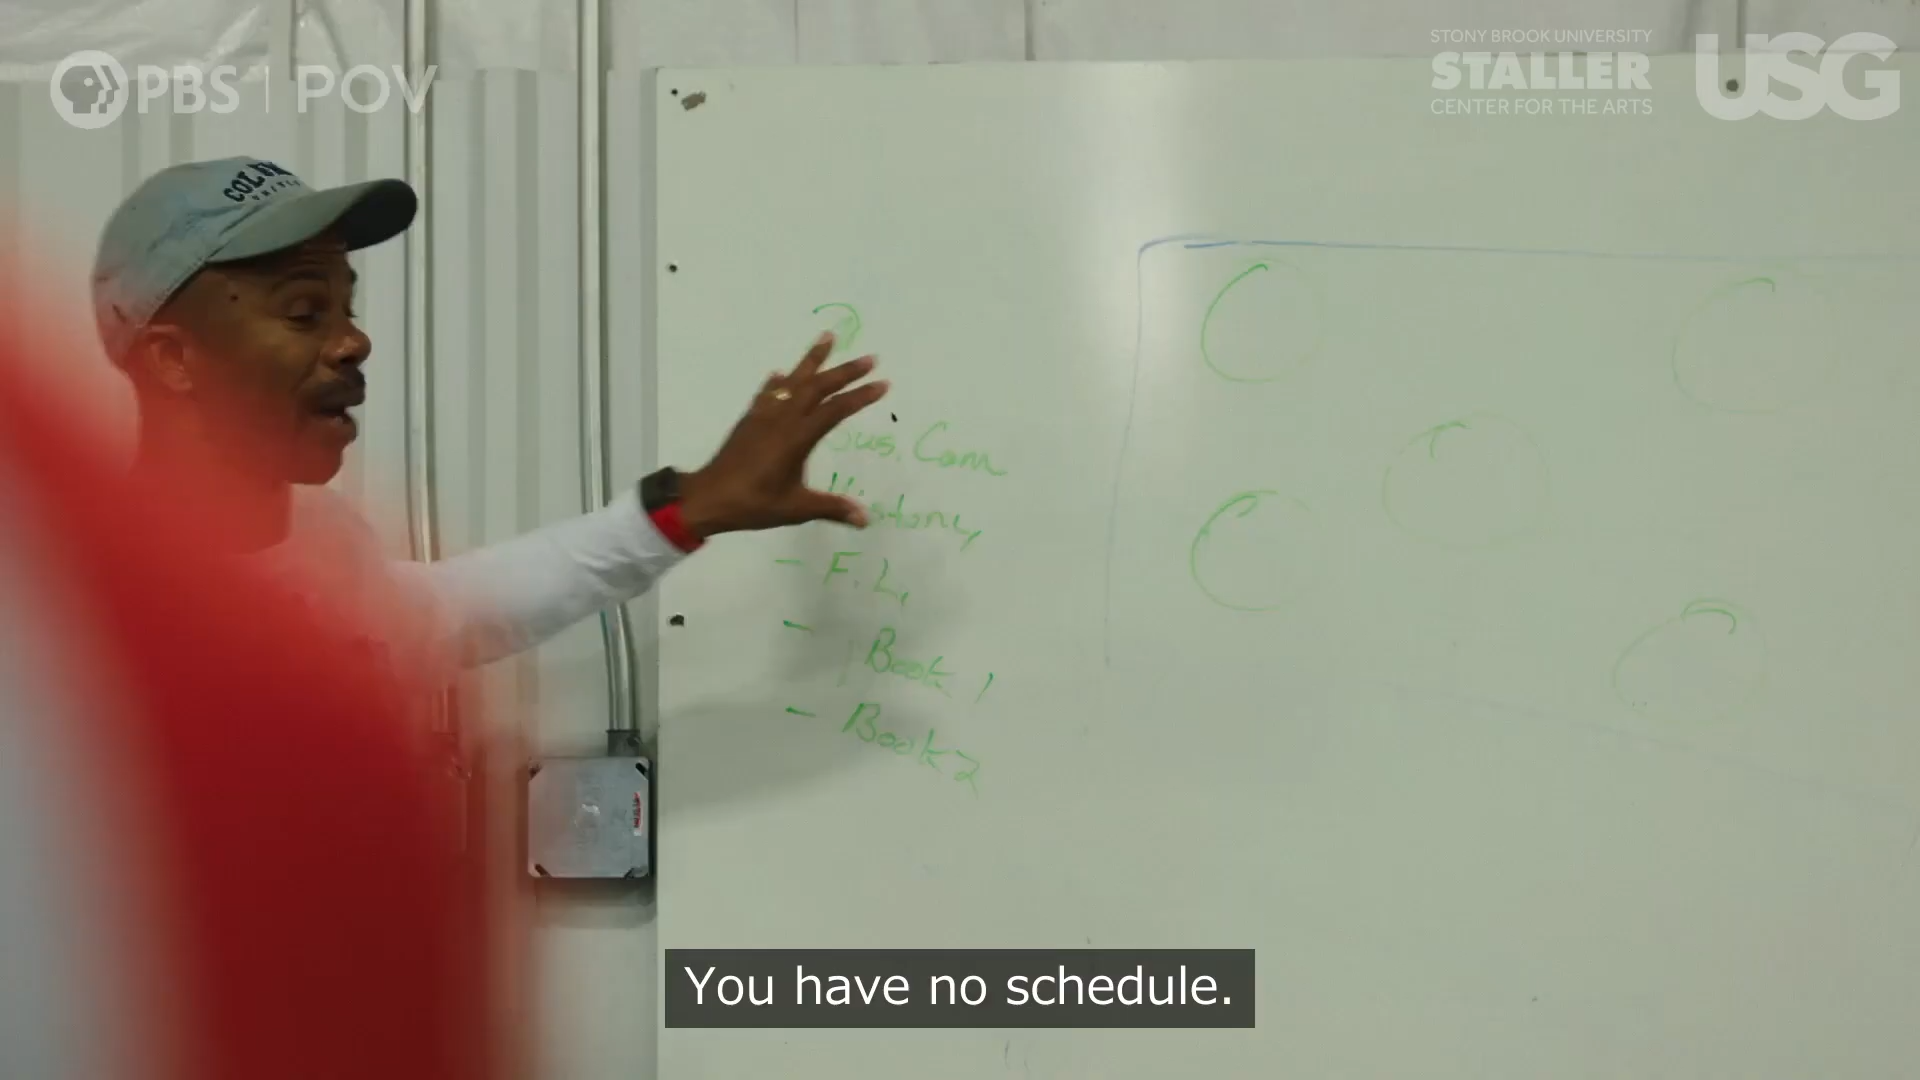 PBS | POV
STONY BROOK UNIVERSITY
STALLER
CENTER FOR THE ARTS
USG
Bus. Com
History
- F.L.
- Book 1
- Book 2
You have no schedule.